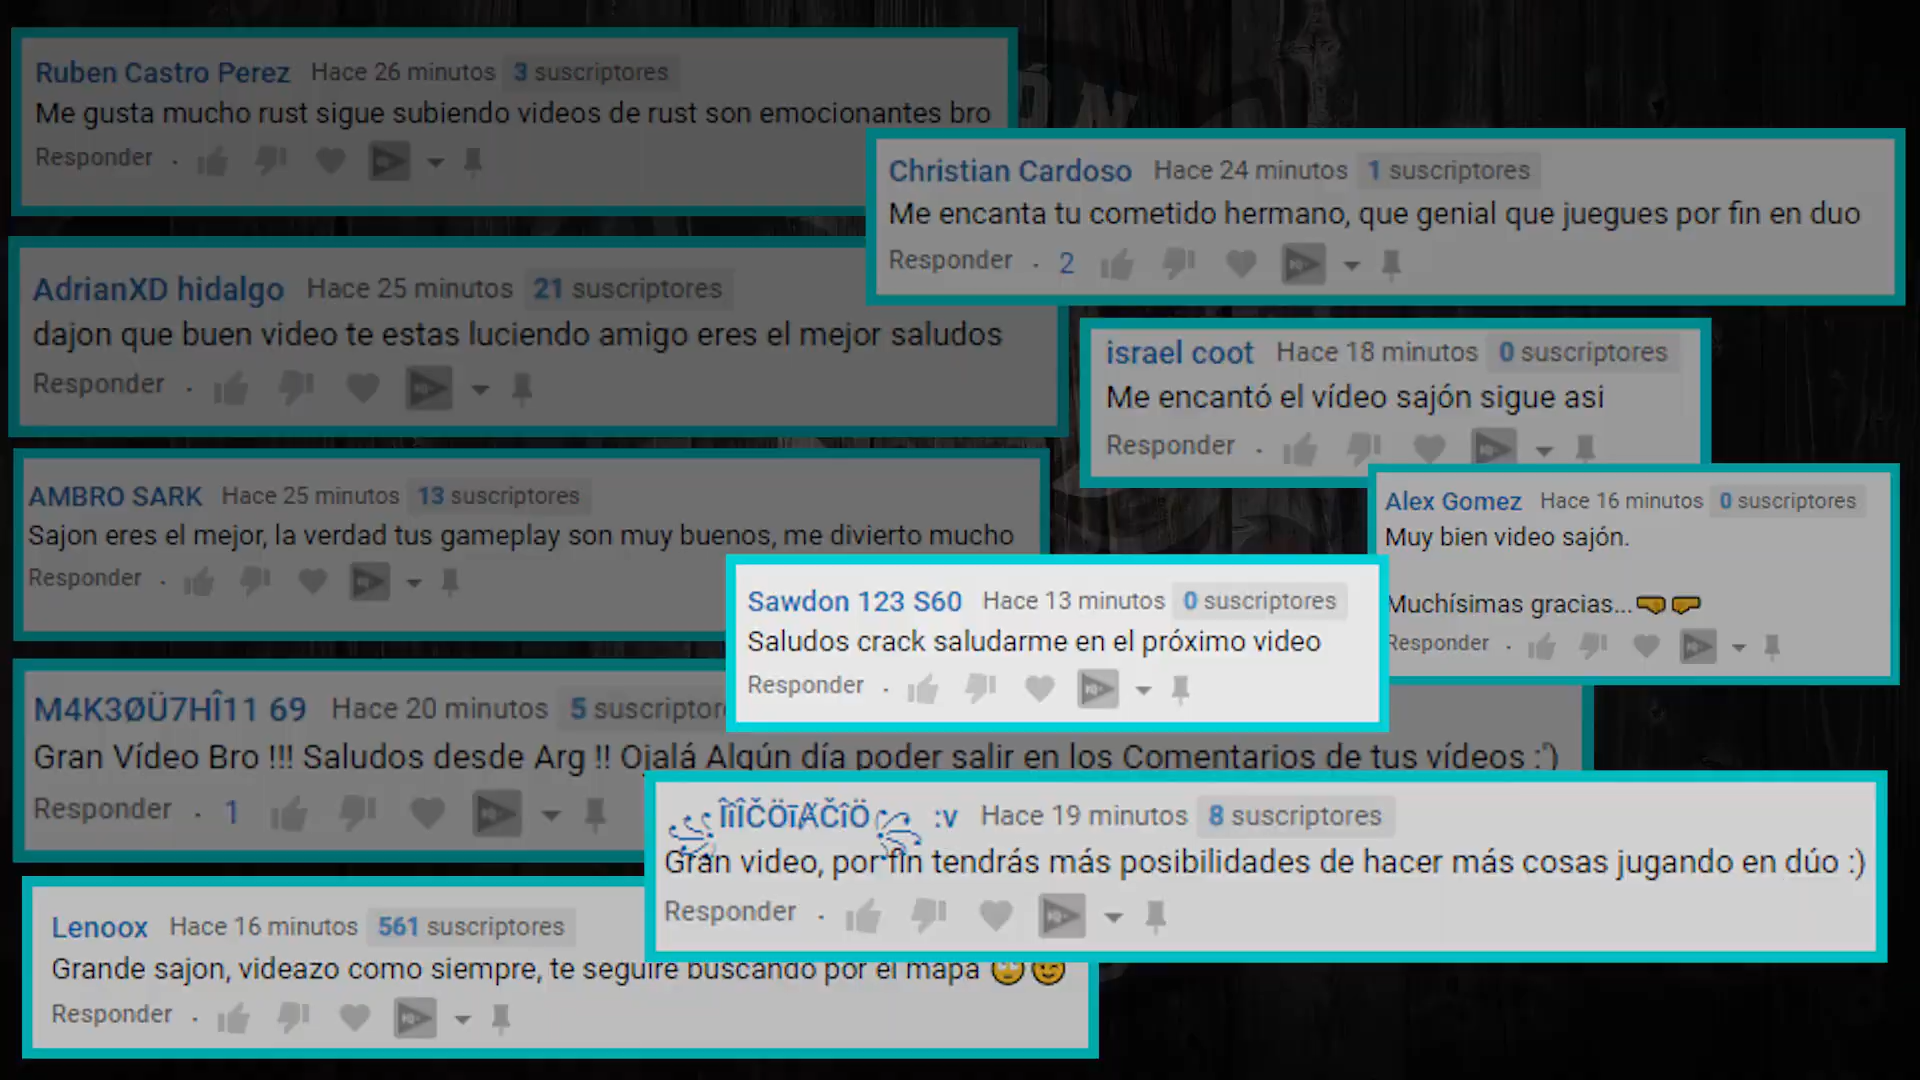 Ruben Castro Perez Hace 26 minutos 3 suscriptores
Me gusta mucho rust sigue subiendo videos de rust son emocionantes bro
Responder .
Christian Cardoso Hace 24 minutos 1 suscriptores
Me encanta tu cometido hermano, que genial que juegues por fin en duo
Responder . 2
AdrianXD hidalgo Hace 25 minutos 21 suscriptores
dajon que buen video te estas luciendo amigo eres el mejor saludos
Responder .
israel coot Hace 18 minutos 0 suscriptores
Me encantó el vídeo sajón sigue asi
Responder .
AMBRO SARK Hace 25 minutos 13 suscriptores
Sajon eres el mejor, la verdad tus gameplay son muy buenos, me divierto mucho
Responder .
Alex Gomez Hace 16 minutos 0 suscriptores
Muy bien video sajón.
Muchísimas gracias...
Responder .
Sawdon 123 S60 Hace 13 minutos 0 suscriptores
Saludos crack saludarme en el próximo video
Responder .
M4K3ØÜ7HÎ11 69 Hace 20 minutos 5 suscriptor
Gran Vídeo Bro !!! Saludos desde Arg !! Ojalá Algún día poder salir en los Comentarios de tus vídeos :')
Responder . 1
:v Hace 19 minutos 8 suscriptores
Gran video, por fin tendrás más posibilidades de hacer más cosas jugando en dúo :)
Responder .
Lenoox Hace 16 minutos 561 suscriptores
Grande sajon, videazo como siempre, te seguire buscando por el mapa 🙄😉
Responder .